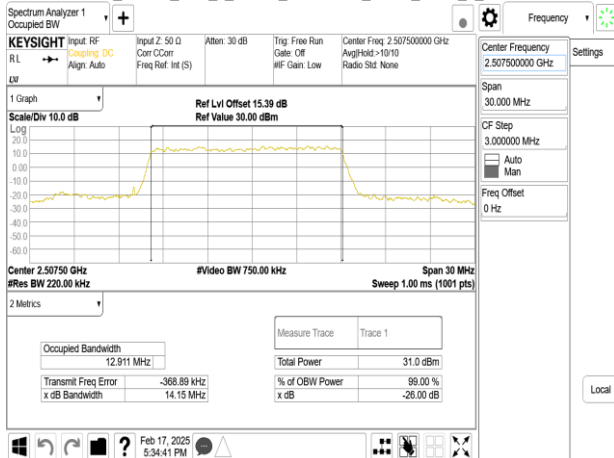 Spectrum Analyzer 1
Occupied BW
+
Frequency
KEYSIGHT
RL
LXI
Input: RF
Coupling: DC
Align: Auto
Input Z: 50 Ω
Corr CCorr
Freq Ref: Int (S)
Atten: 30 dB
Trig: Free Run
Gate: Off
#IF Gain: Low
Center Freq: 2.507500000 GHz
Avg|Hold:>10/10
Radio Std: None
Center Frequency
2.507500000 GHz
Settings
Span
30.000 MHz
CF Step
3.000000 MHz
Auto
Man
Freq Offset
0 Hz
Local
1 Graph
Scale/Div 10.0 dB
Ref Lvl Offset 15.39 dB
Ref Value 30.00 dBm
Log
20.0
10.0
0.00
-10.0
-20.0
-30.0
-40.0
-50.0
-60.0
Center 2.50750 GHz
#Video BW 750.00 kHz
Span 30 MHz
#Res BW 220.00 kHz
Sweep 1.00 ms (1001 pts)
2 Metrics
Measure Trace
Trace 1
Occupied Bandwidth
12.911 MHz
Total Power
31.0 dBm
Transmit Freq Error
-368.89 kHz
% of OBW Power
99.00 %
x dB Bandwidth
14.15 MHz
x dB
-26.00 dB
?
Feb 17, 2025
5:34:41 PM